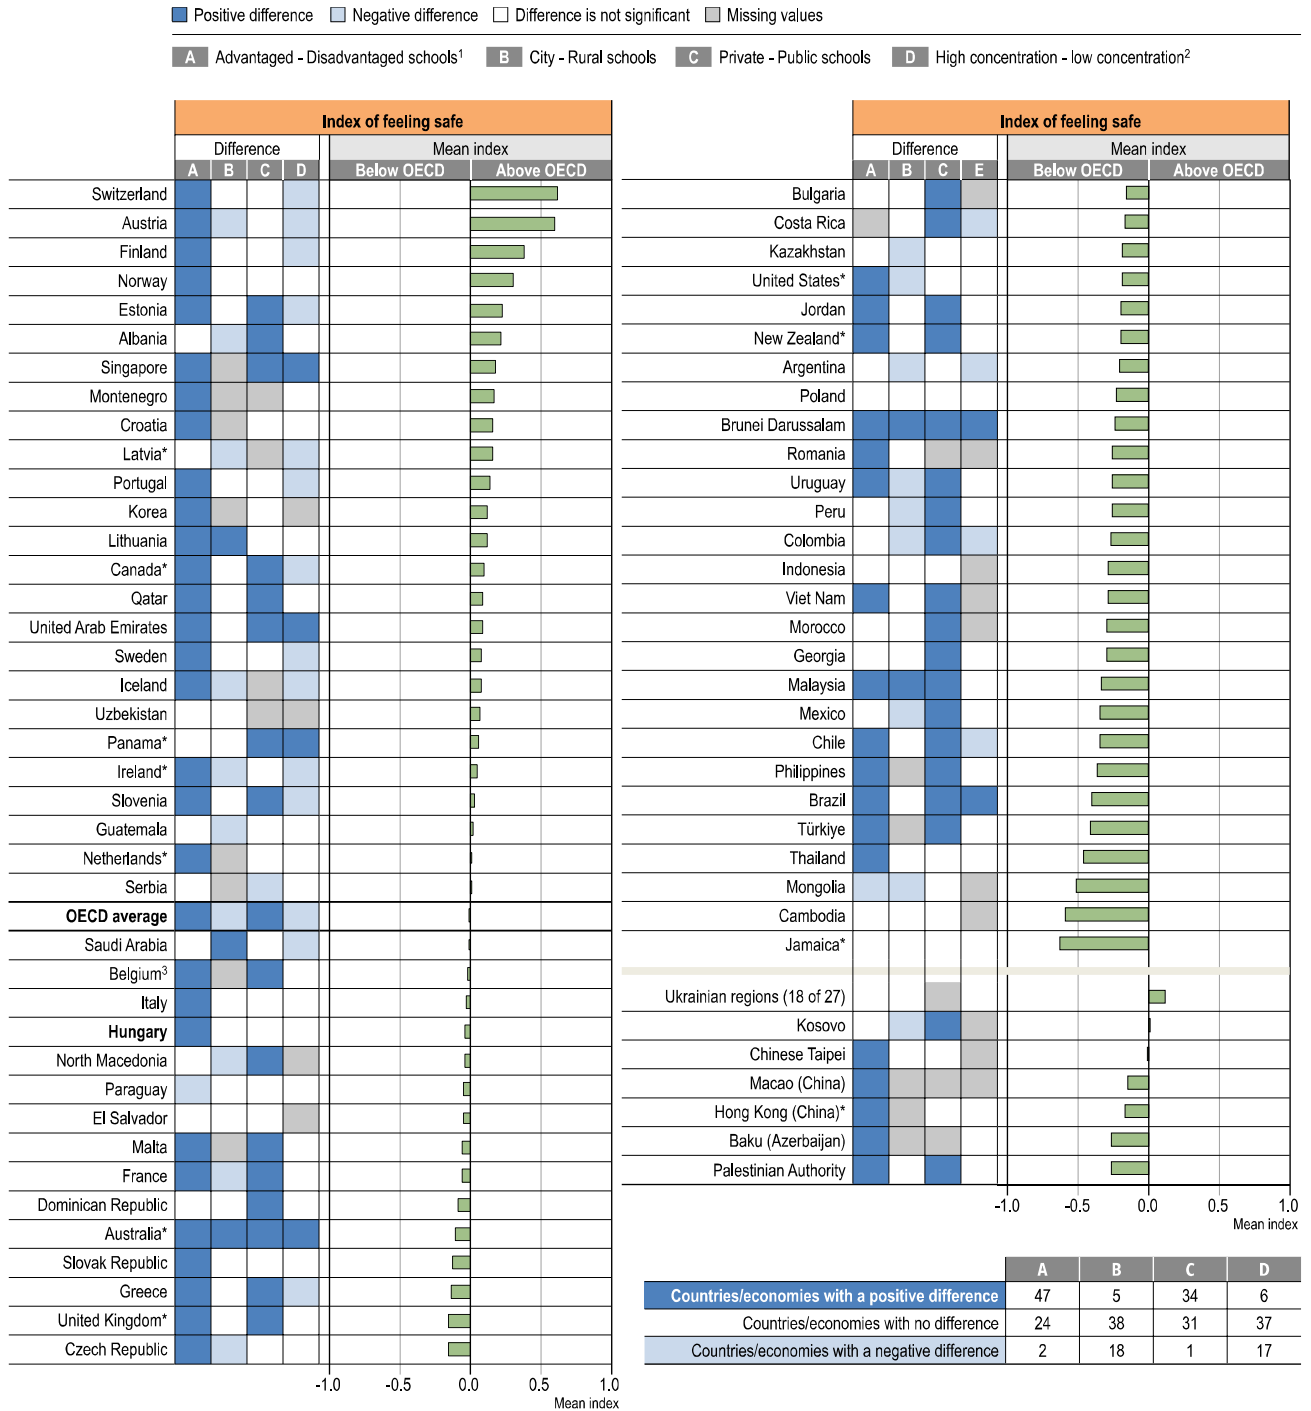 Positive difference Negative difference Difference is not significant Missing values
A Advantaged - Disadvantaged schools1 B City - Rural schools C Private - Public schools D High concentration - low concentration2
Index of feeling safe
Difference Mean index
A B C D Below OECD Above OECD
Switzerland
Austria
Finland
Norway
Estonia
Albania
Singapore
Montenegro
Croatia
Latvia*
Portugal
Korea
Lithuania
Canada*
Qatar
United Arab Emirates
Sweden
Iceland
Uzbekistan
Panama*
Ireland*
Slovenia
Guatemala
Netherlands*
Serbia
OECD average
Saudi Arabia
Belgium3
Italy
Hungary
North Macedonia
Paraguay
El Salvador
Malta
France
Dominican Republic
Australia*
Slovak Republic
Greece
United Kingdom*
Czech Republic
-1.0 -0.5 0.0 0.5 1.0
Mean index
Index of feeling safe
Difference Mean index
A B C E Below OECD Above OECD
Bulgaria
Costa Rica
Kazakhstan
United States*
Jordan
New Zealand*
Argentina
Poland
Brunei Darussalam
Romania
Uruguay
Peru
Colombia
Indonesia
Viet Nam
Morocco
Georgia
Malaysia
Mexico
Chile
Philippines
Brazil
Türkiye
Thailand
Mongolia
Cambodia
Jamaica*
Ukrainian regions (18 of 27)
Kosovo
Chinese Taipei
Macao (China)
Hong Kong (China)*
Baku (Azerbaijan)
Palestinian Authority
-1.0 -0.5 0.0 0.5 1.0
Mean index
A B C D
Countries/economies with a positive difference 47 5 34 6
Countries/economies with no difference 24 38 31 37
Countries/economies with a negative difference 2 18 1 17